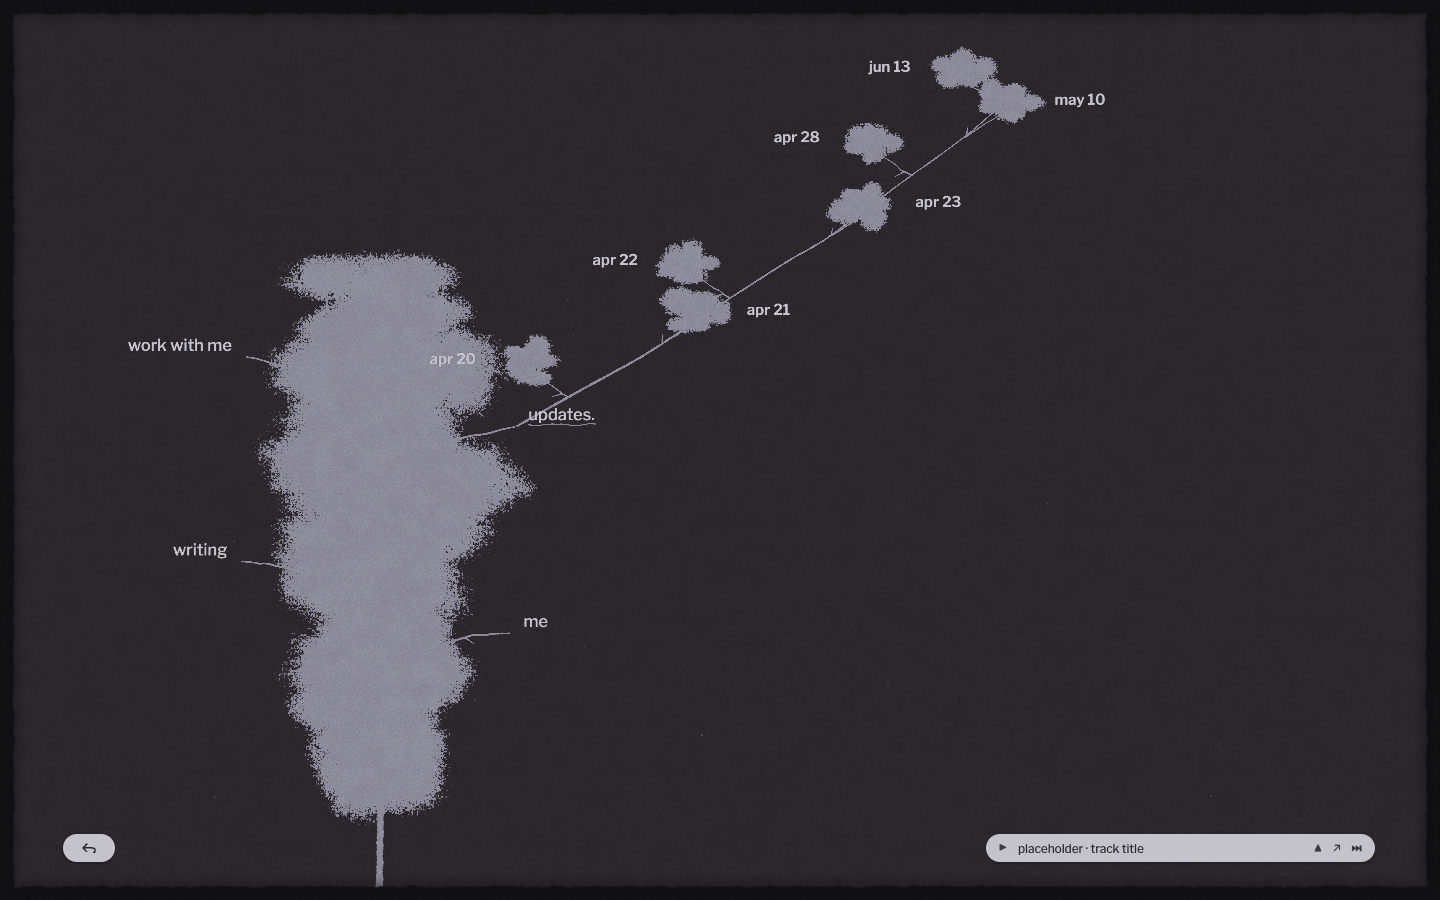 jun 13
may 10
apr 28
apr 23
apr 22
apr 21
work with me
apr 20
updates.
writing
me
placeholder · track title